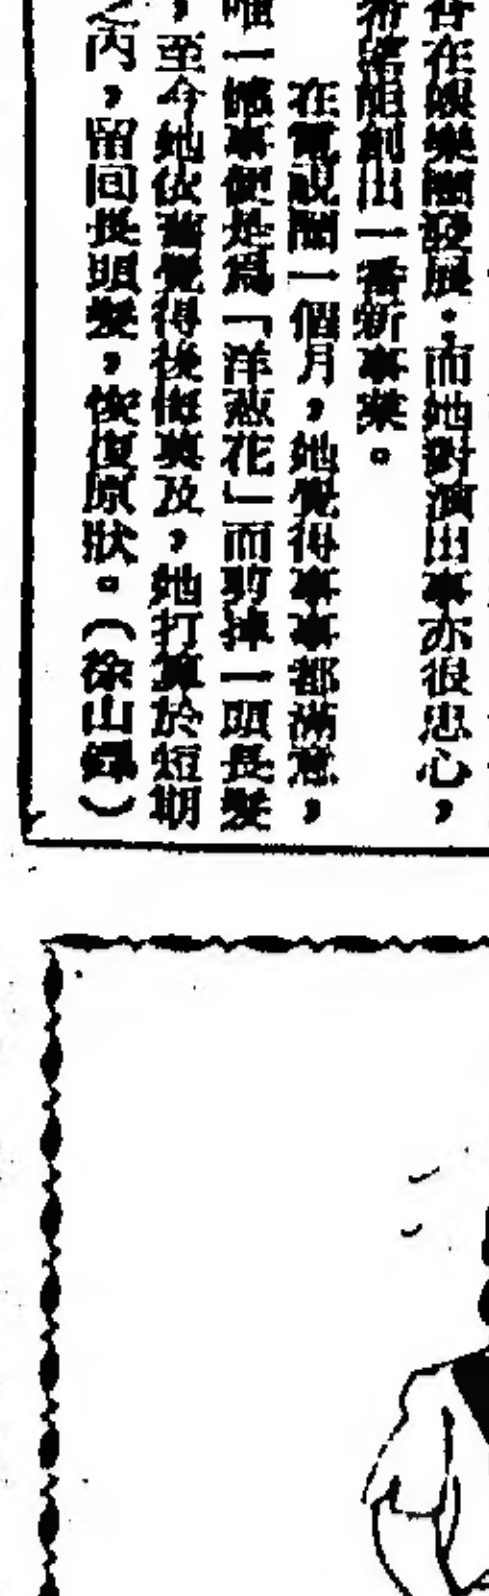 在娛樂圈發展,而她對演出事亦很忠心,
希望能創出一番新事業。
在電視圈一個月,她覺得事事都滿意,
唯一憾事便是為「洋葱花」而剪掉一頭長髮
,至今她依舊覺得後悔莫及,她打算於短期
之內,留回長頭髮,恢復原狀。(徐山